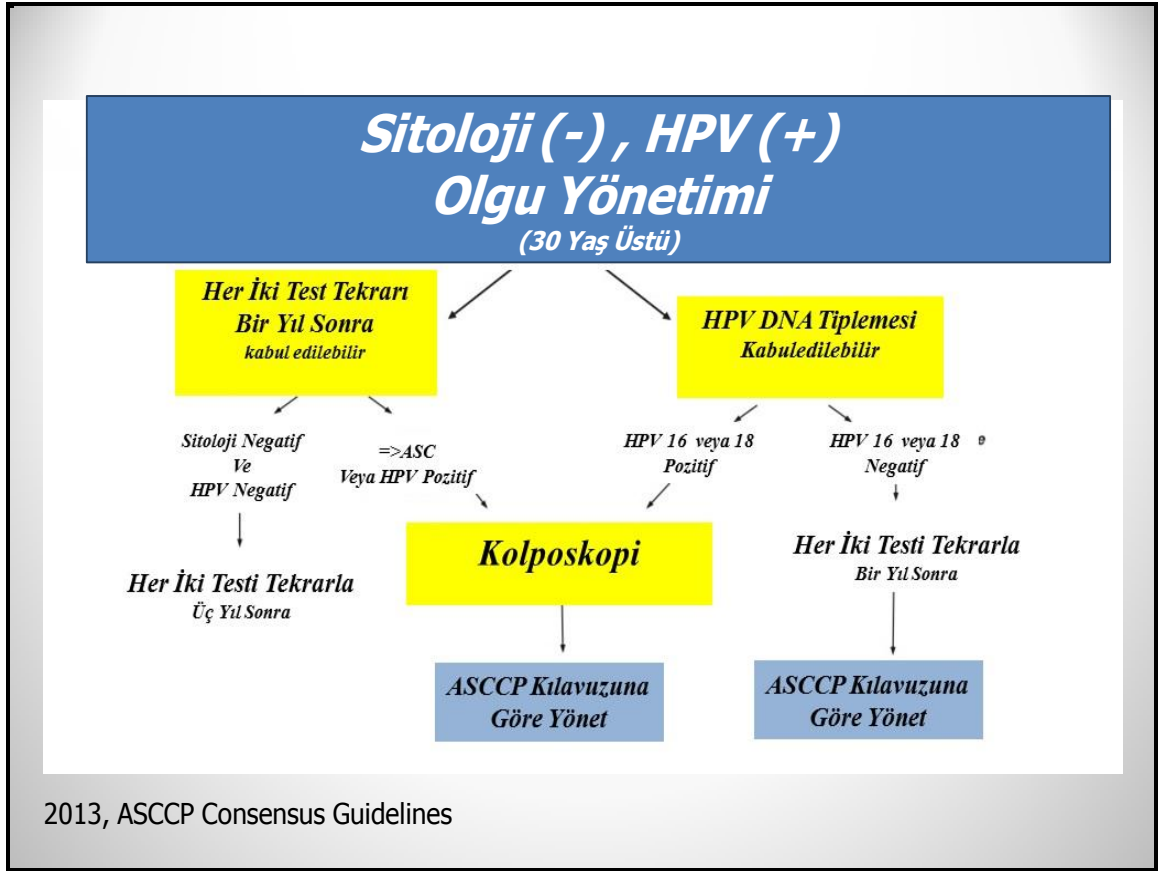 Sitoloji (-) , HPV (+)
Olgu Yönetimi
(30 Yaş Üstü)
Her İki Test Tekrarı
Bir Yıl Sonra
kabul edilebilir
HPV DNA Tiplemesi
Kabuledilebilir
Sitoloji Negatif
Ve
HPV Negatif
=>ASC
Veya HPV Pozitif
HPV 16 veya 18
Pozitif
HPV 16 veya 18
Negatif
Her İki Testi Tekrarla
Üç Yıl Sonra
Kolposkopi
Her İki Testi Tekrarla
Bir Yıl Sonra
ASCCP Kılavuzuna
Göre Yönet
ASCCP Kılavuzuna
Göre Yönet
2013, ASCCP Consensus Guidelines